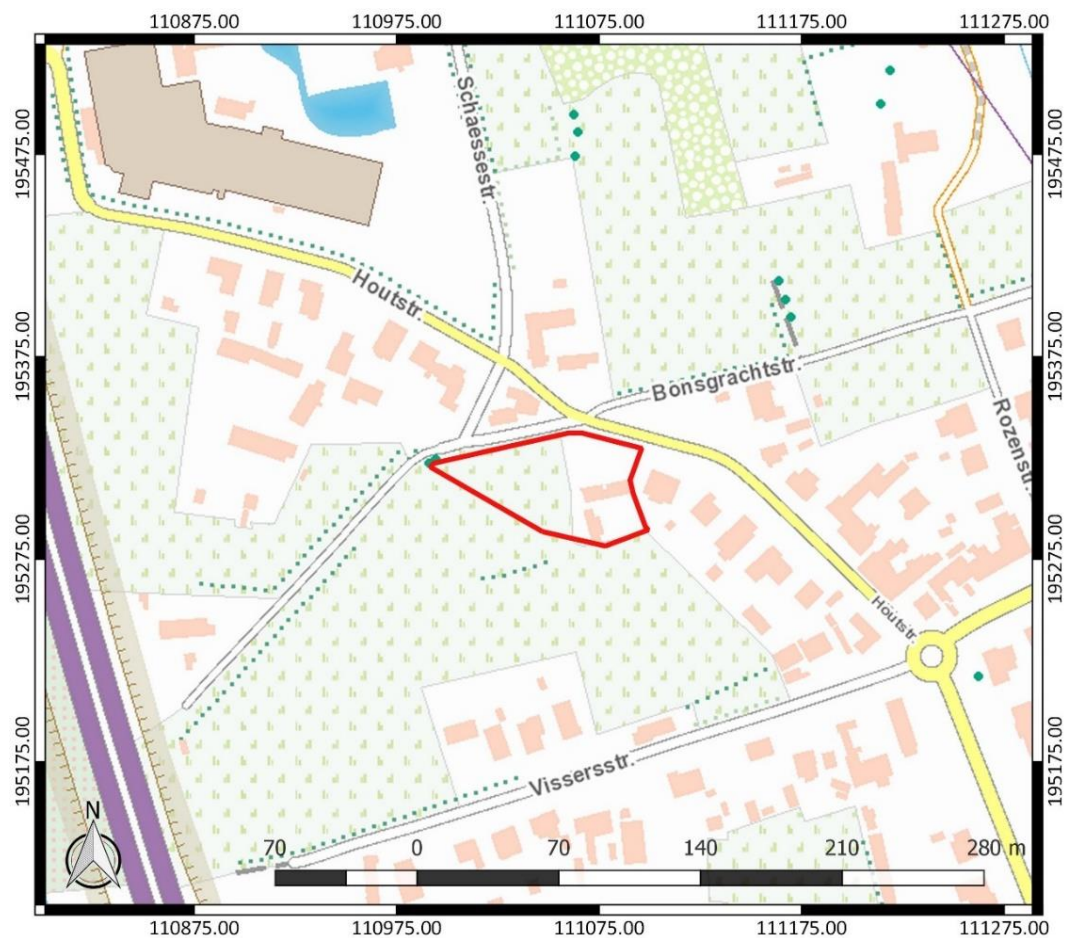 110875.00 110975.00 111075.00 111175.00 111275.00
195475.00 195475.00
Schaessestr.
Houtstr.
195375.00 195375.00
Bonsgrachtstr.
Rozenstr.
195275.00 195275.00
Houtstr.
195175.00 195175.00
Vissersstr.
N
70 0 70 140 210 280 m
110875.00 110975.00 111075.00 111175.00 111275.00